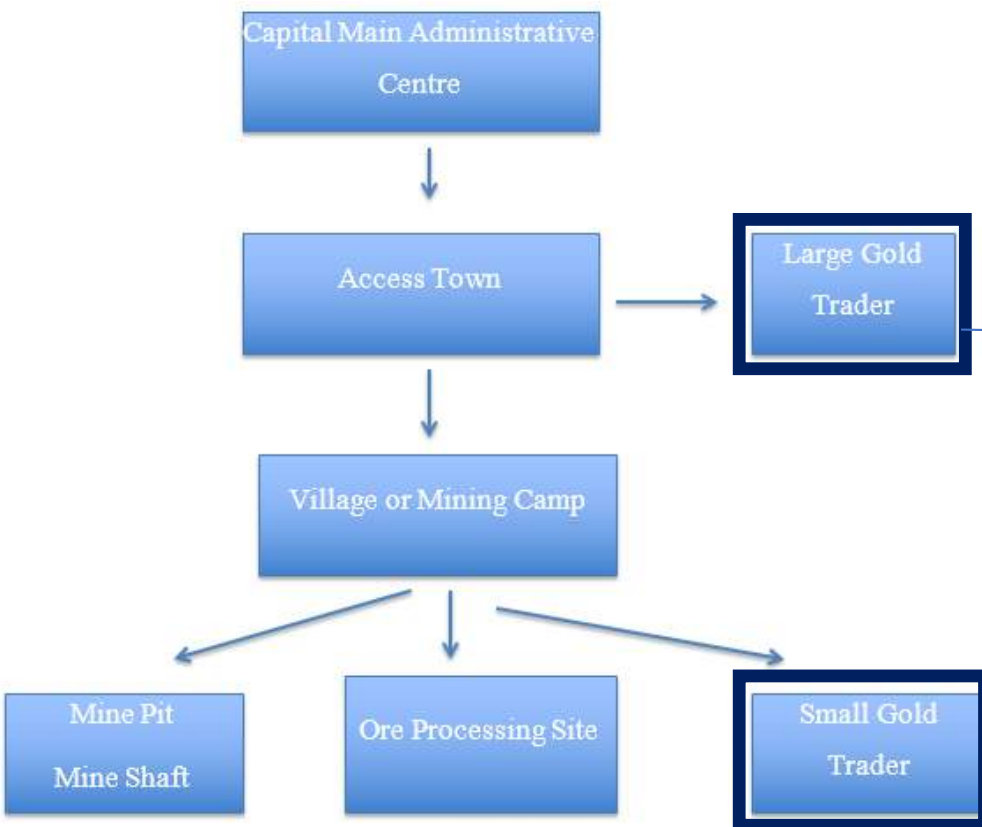 Capital Main Administrative
Centre
Access Town
Large Gold
Trader
Village or Mining Camp
Mine Pit
Mine Shaft
Ore Processing Site
Small Gold
Trader